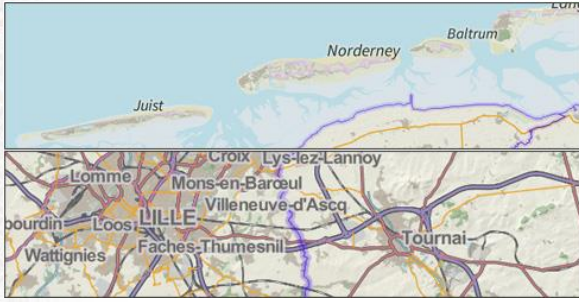 Baltrum
Norderney
Juist
Croix
Lys-lez-Lannoy
Lomme
Mons-en-Barœul
Villeneuve-d'Ascq
Loos
LILLE
Faches-Thumesnil
Tournai
Wattignies